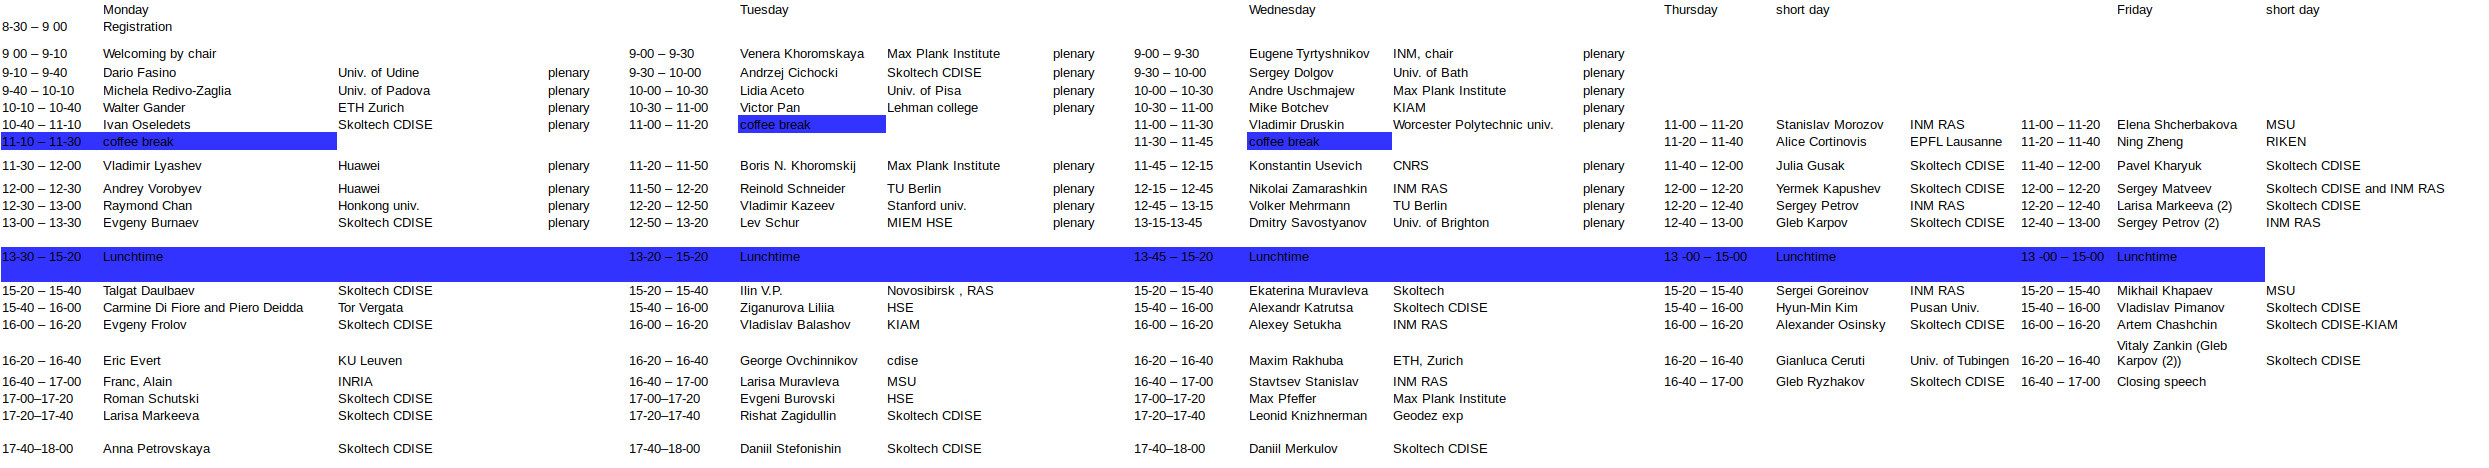 Monday Tuesday Wednesday Thursday short day Friday short day
8-30 – 9 00 Registration
9 00 – 9-10 Welcoming by chair 9-00 – 9-30 Venera Khoromskaya Max Plank Institute plenary 9-00 – 9-30 Eugene Tyrtyshnikov INM, chair plenary
9-10 – 9-40 Dario Fasino Univ. of Udine plenary 9-30 – 10-00 Andrzej Cichocki Skoltech CDISE plenary 9-30 – 10-00 Sergey Dolgov Univ. of Bath plenary
9-40 – 10-10 Michela Redivo-Zaglia Univ. of Padova plenary 10-00 – 10-30 Lidia Aceto Univ. of Pisa plenary 10-00 – 10-30 Andre Uschmajew Max Plank Institute plenary
10-10 – 10-40 Walter Gander ETH Zurich plenary 10-30 – 11-00 Victor Pan Lehman college plenary 10-30 – 11-00 Mike Botchev KIAM plenary
10-40 – 11-10 Ivan Oseledets Skoltech CDISE plenary 11-00 – 11-20 coffee break 11-00 – 11-30 Vladimir Druskin Worcester Polytechnic univ. plenary 11-00 – 11-20 Stanislav Morozov INM RAS 11-00 – 11-20 Elena Shcherbakova MSU
11-10 – 11-30 coffee break 11-30 – 11-45 coffee break 11-20 – 11-40 Alice Cortinovis EPFL Lausanne 11-20 – 11-40 Ning Zheng RIKEN
11-30 – 12-00 Vladimir Lyashev Huawei plenary 11-20 – 11-50 Boris N. Khoromskij Max Plank Institute plenary 11-45 – 12-15 Konstantin Usevich CNRS plenary 11-40 – 12-00 Julia Gusak Skoltech CDISE 11-40 – 12-00 Pavel Kharyuk Skoltech CDISE
12-00 – 12-30 Andrey Vorobyev Huawei plenary 11-50 – 12-20 Reinold Schneider TU Berlin plenary 12-15 – 12-45 Nikolai Zamarashkin INM RAS plenary 12-00 – 12-20 Yermek Kapushev Skoltech CDISE 12-00 – 12-20 Sergey Matveev Skoltech CDISE and INM RAS
12-30 – 13-00 Raymond Chan Honkong univ. plenary 12-20 – 12-50 Vladimir Kazeev Stanford univ. plenary 12-45 – 13-15 Volker Mehrmann TU Berlin plenary 12-20 – 12-40 Sergey Petrov INM RAS 12-20 – 12-40 Larisa Markeeva (2) Skoltech CDISE
13-00 – 13-30 Evgeny Burnaev Skoltech CDISE plenary 12-50 – 13-20 Lev Schur MIEM HSE plenary 13-15-13-45 Dmitry Savostyanov Univ. of Brighton plenary 12-40 – 13-00 Gleb Karpov Skoltech CDISE 12-40 – 13-00 Sergey Petrov (2) INM RAS
13-30 – 15-20 Lunchtime 13-20 – 15-20 Lunchtime 13-45 – 15-20 Lunchtime 13 -00 – 15-00 Lunchtime 13 -00 – 15-00 Lunchtime
15-20 – 15-40 Talgat Daulbaev Skoltech CDISE 15-20 – 15-40 Ilin V.P. Novosibirsk , RAS 15-20 – 15-40 Ekaterina Muravleva Skoltech 15-20 – 15-40 Sergei Goreinov INM RAS 15-20 – 15-40 Mikhail Khapaev MSU
15-40 – 16-00 Carmine Di Fiore and Piero Deidda Tor Vergata 15-40 – 16-00 Ziganurova Liliia HSE 15-40 – 16-00 Alexandr Katrutsa Skoltech CDISE 15-40 – 16-00 Hyun-Min Kim Pusan Univ. 15-40 – 16-00 Vladislav Pimanov Skoltech CDISE
16-00 – 16-20 Evgeny Frolov Skoltech CDISE 16-00 – 16-20 Vladislav Balashov KIAM 16-00 – 16-20 Alexey Setukha INM RAS 16-00 – 16-20 Alexander Osinsky Skoltech CDISE 16-00 – 16-20 Artem Chashchin Skoltech CDISE-KIAM
Vitaly Zankin (Gleb
16-20 – 16-40 Eric Evert KU Leuven 16-20 – 16-40 George Ovchinnikov cdise 16-20 – 16-40 Maxim Rakhuba ETH, Zurich 16-20 – 16-40 Gianluca Ceruti Univ. of Tubingen 16-20 – 16-40 Karpov (2)) Skoltech CDISE
16-40 – 17-00 Franc, Alain INRIA 16-40 – 17-00 Larisa Muravleva MSU 16-40 – 17-00 Stavtsev Stanislav INM RAS 16-40 – 17-00 Gleb Ryzhakov Skoltech CDISE 16-40 – 17-00 Closing speech
17-00–17-20 Roman Schutski Skoltech CDISE 17-00–17-20 Evgeni Burovski HSE 17-00–17-20 Max Pfeffer Max Plank Institute
17-20–17-40 Larisa Markeeva Skoltech CDISE 17-20–17-40 Rishat Zagidullin Skoltech CDISE 17-20–17-40 Leonid Knizhnerman Geodez exp
17-40–18-00 Anna Petrovskaya Skoltech CDISE 17-40–18-00 Daniil Stefonishin Skoltech CDISE 17-40–18-00 Daniil Merkulov Skoltech CDISE